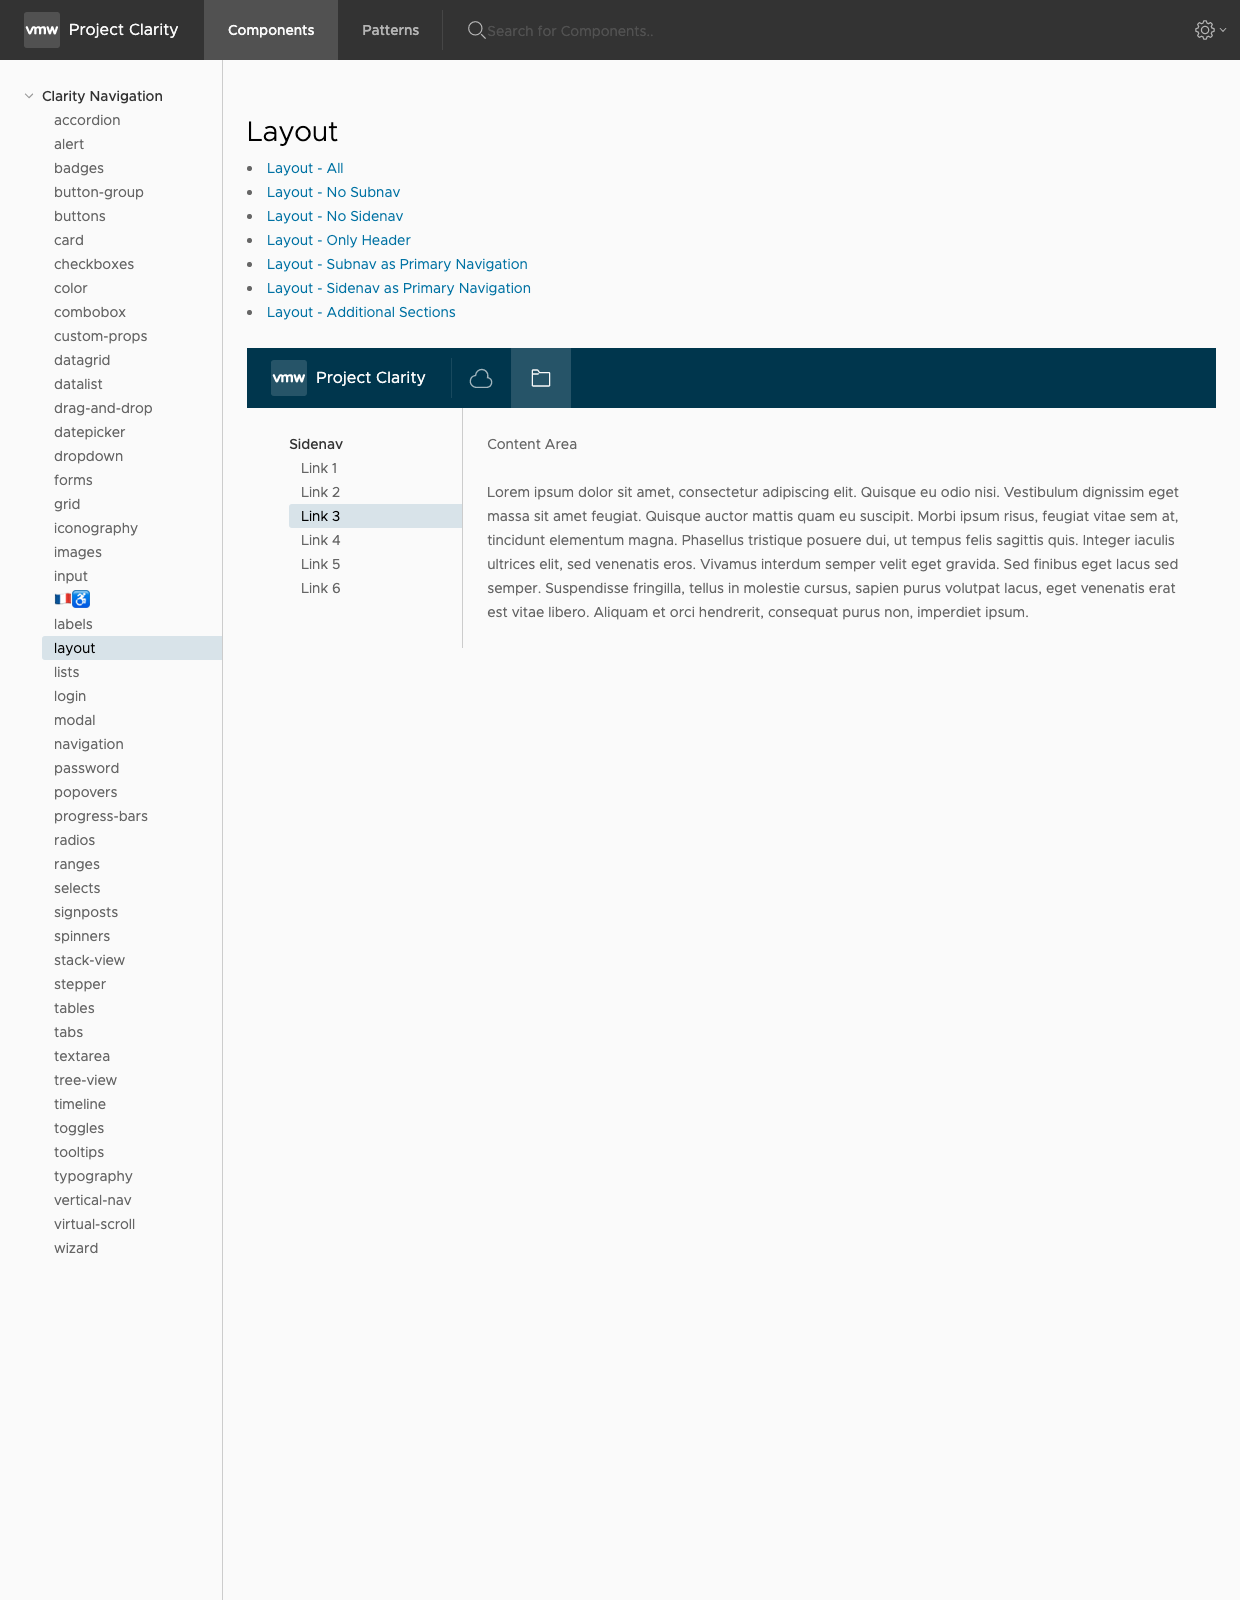 vmw Project Clarity Components Patterns Search for Components..
Clarity Navigation
accordion
alert
badges
button-group
buttons
card
checkboxes
color
combobox
custom-props
datagrid
datalist
drag-and-drop
datepicker
dropdown
forms
grid
iconography
images
input
🇫🇷♿
labels
layout
lists
login
modal
navigation
password
popovers
progress-bars
radios
ranges
selects
signposts
spinners
stack-view
stepper
tables
tabs
textarea
tree-view
timeline
toggles
tooltips
typography
vertical-nav
virtual-scroll
wizard
Layout
• Layout - All
• Layout - No Subnav
• Layout - No Sidenav
• Layout - Only Header
• Layout - Subnav as Primary Navigation
• Layout - Sidenav as Primary Navigation
• Layout - Additional Sections
vmw Project Clarity
Sidenav
Link 1
Link 2
Link 3
Link 4
Link 5
Link 6
Content Area
Lorem ipsum dolor sit amet, consectetur adipiscing elit. Quisque eu odio nisi. Vestibulum dignissim eget
massa sit amet feugiat. Quisque auctor mattis quam eu suscipit. Morbi ipsum risus, feugiat vitae sem at,
tincidunt elementum magna. Phasellus tristique posuere dui, ut tempus felis sagittis quis. Integer iaculis
ultrices elit, sed venenatis eros. Vivamus interdum semper velit eget gravida. Sed finibus eget lacus sed
semper. Suspendisse fringilla, tellus in molestie cursus, sapien purus volutpat lacus, eget venenatis erat
est vitae libero. Aliquam et orci hendrerit, consequat purus non, imperdiet ipsum.